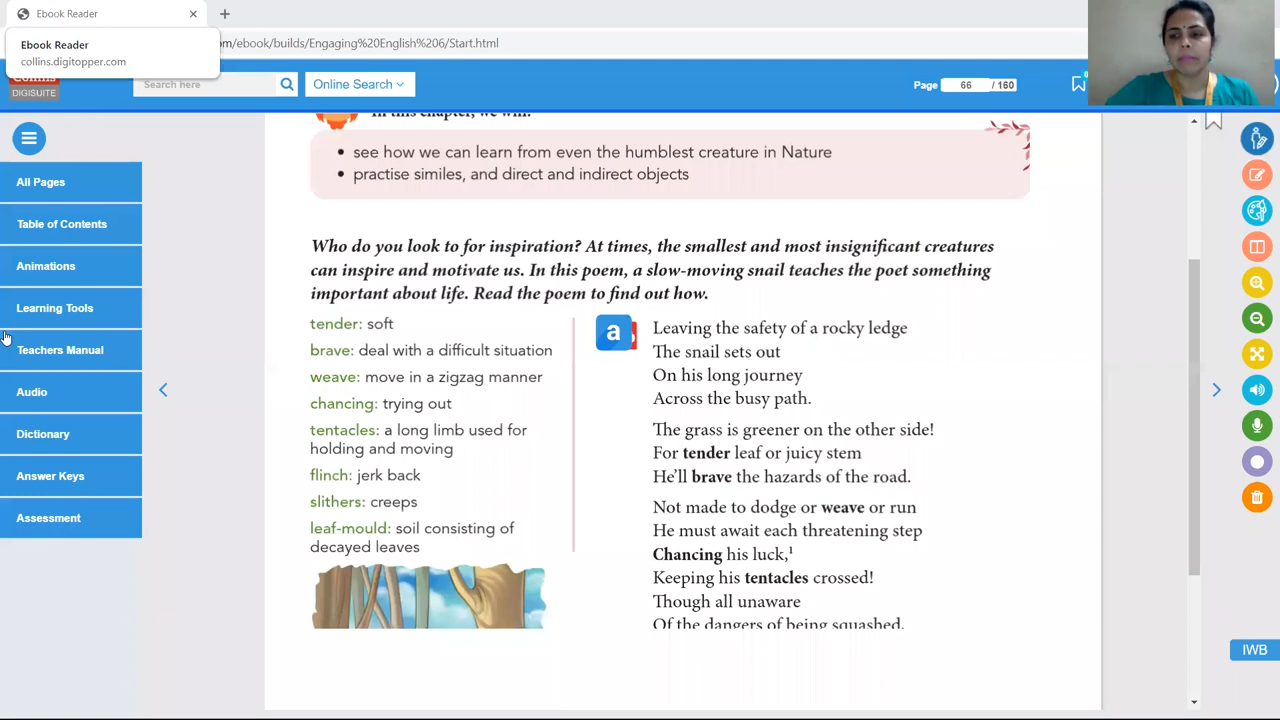 Ebook Reader
Ebook Reader
collins.digitopper.com
om/ebook/builds/Engaging%20English%206/Start.html
Collins
DIGISUITE
Search here
Online Search
Page 66 / 160
In this chapter, we will:
All Pages
Table of Contents
Animations
Learning Tools
Teachers Manual
Audio
Dictionary
Answer Keys
Assessment
• see how we can learn from even the humblest creature in Nature
• practise similes, and direct and indirect objects
Who do you look to for inspiration? At times, the smallest and most insignificant creatures
can inspire and motivate us. In this poem, a slow-moving snail teaches the poet something
important about life. Read the poem to find out how.
tender: soft
brave: deal with a difficult situation
weave: move in a zigzag manner
chancing: trying out
tentacles: a long limb used for
holding and moving
flinch: jerk back
slithers: creeps
leaf-mould: soil consisting of
decayed leaves
a
Leaving the safety of a rocky ledge
The snail sets out
On his long journey
Across the busy path.
The grass is greener on the other side!
For tender leaf or juicy stem
He'll brave the hazards of the road.
Not made to dodge or weave or run
He must await each threatening step
Chancing his luck,¹
Keeping his tentacles crossed!
Though all unaware
Of the dangers of being squashed,
IWB